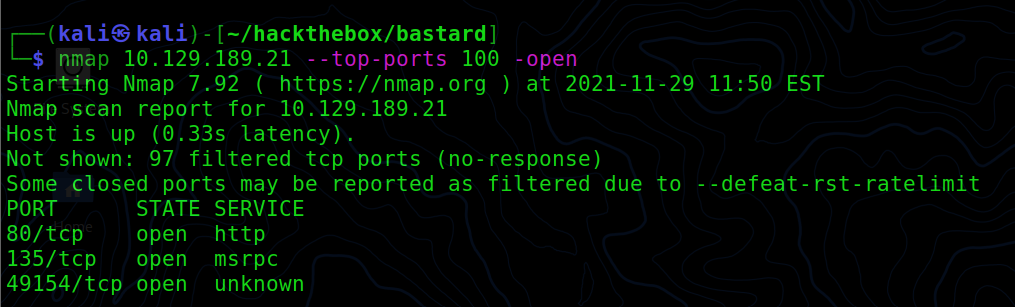 ┌──(kali㉿kali)-[~/hackthebox/bastard]
└─$ nmap 10.129.189.21 --top-ports 100 -open
Starting Nmap 7.92 ( https://nmap.org ) at 2021-11-29 11:50 EST
Nmap scan report for 10.129.189.21
Host is up (0.33s latency).
Not shown: 97 filtered tcp ports (no-response)
Some closed ports may be reported as filtered due to --defeat-rst-ratelimit
PORT      STATE SERVICE
80/tcp    open  http
135/tcp   open  msrpc
49154/tcp open  unknown